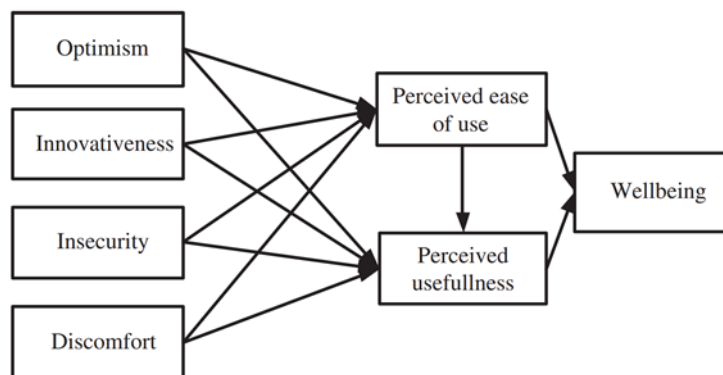 Optimism
Innovativeness
Insecurity
Discomfort
Perceived ease
of use
Perceived
usefullness
Wellbeing